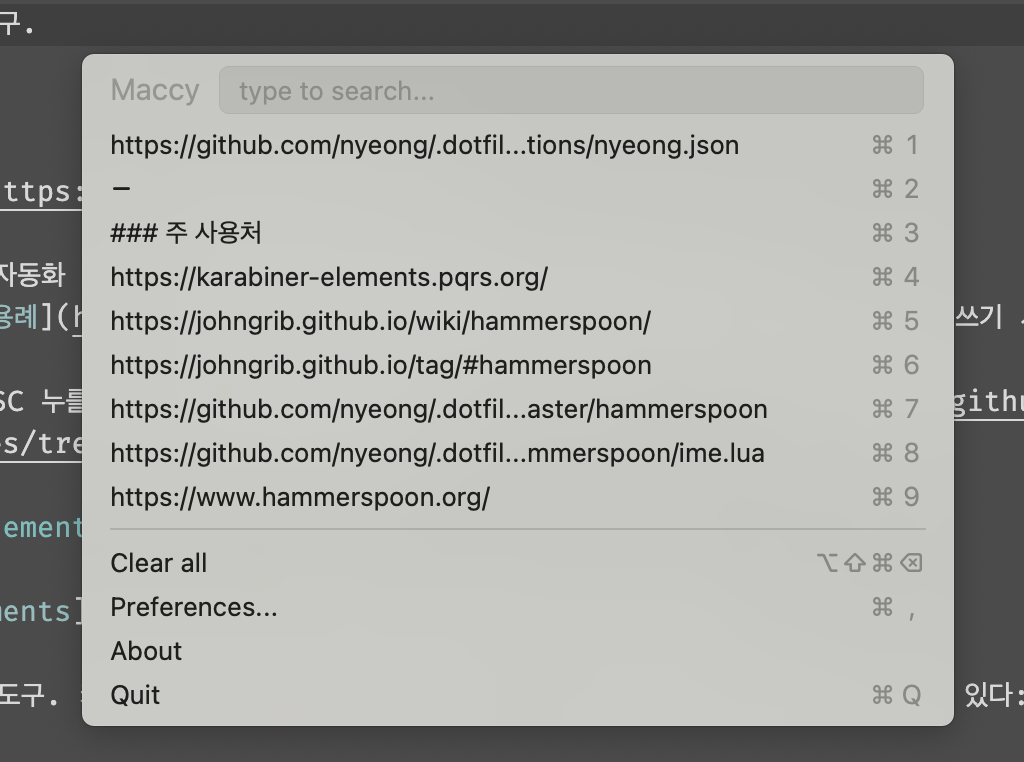 구.
Maccy type to search...
https://github.com/nyeong/.dotfil...tions/nyeong.json ⌘ 1
– ⌘ 2
### 주 사용처 ⌘ 3
https://karabiner-elements.pqrs.org/ ⌘ 4
https://johngrib.github.io/wiki/hammerspoon/ ⌘ 5
https://johngrib.github.io/tag/#hammerspoon ⌘ 6
https://github.com/nyeong/.dotfil...aster/hammerspoon ⌘ 7
https://github.com/nyeong/.dotfil...mmerspoon/ime.lua ⌘ 8
https://www.hammerspoon.org/ ⌘ 9
Clear all ⌥⇧⌘⌫
Preferences... ⌘ ,
About
Quit ⌘ Q
ttps:
자동화
용례](
쓰기
SC 누를
githu
s/tre
ement
ments]
도구.
있다: